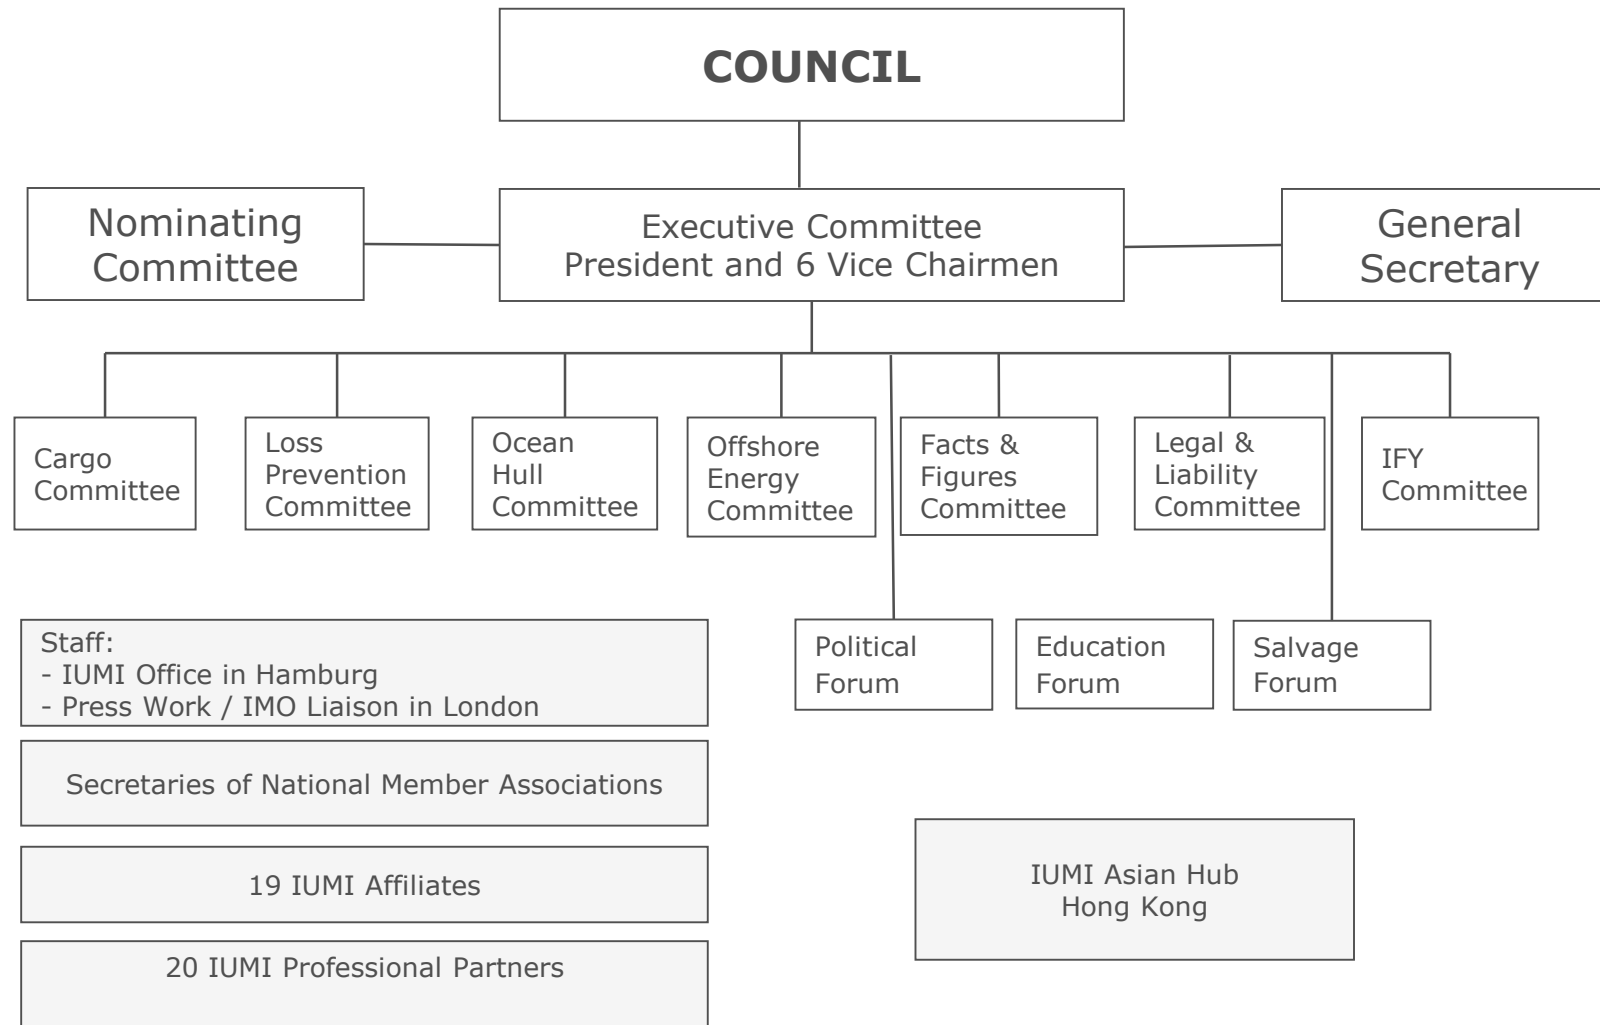 COUNCIL
Nominating
Committee
Executive Committee
President and 6 Vice Chairmen
General
Secretary
Cargo
Committee
Loss
Prevention
Committee
Ocean
Hull
Committee
Offshore
Energy
Committee
Facts &
Figures
Committee
Legal &
Liability
Committee
IFY
Committee
Political
Forum
Education
Forum
Salvage
Forum
Staff:
- IUMI Office in Hamburg
- Press Work / IMO Liaison in London
Secretaries of National Member Associations
19 IUMI Affiliates
20 IUMI Professional Partners
IUMI Asian Hub
Hong Kong